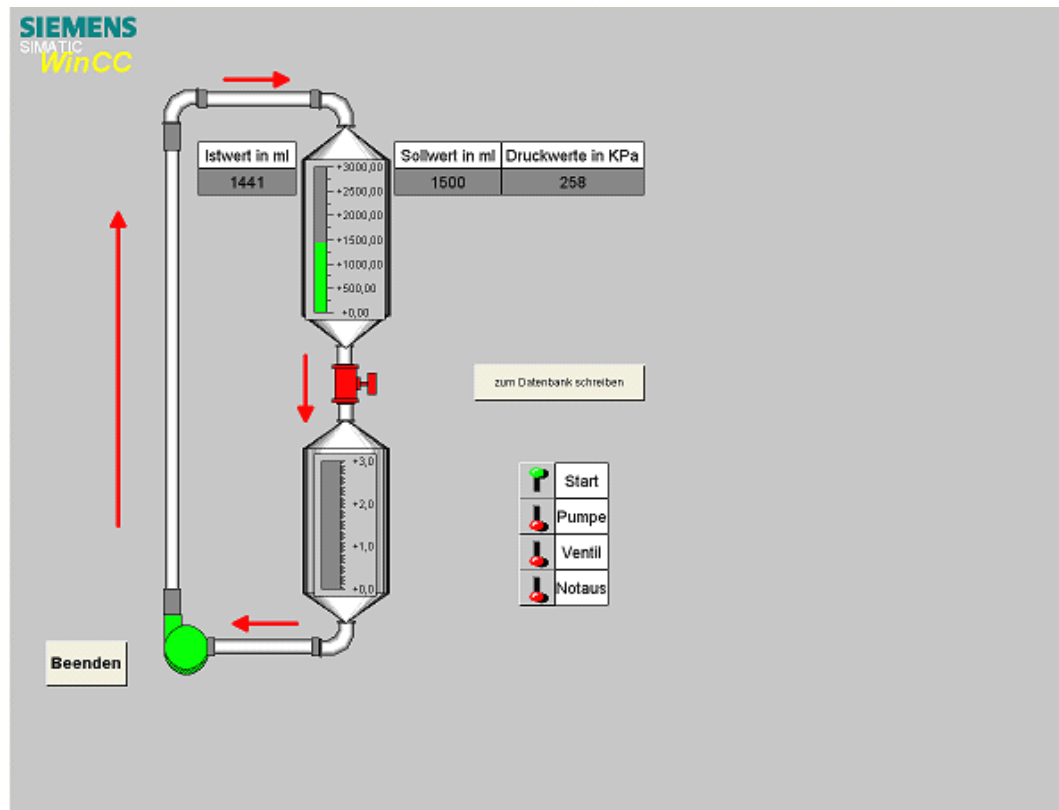 SIEMENS
SIMATIC
WinCC
Istwert in ml
1441
Sollwert in ml Druckwerte in KPa
1500 258
+3000,00
+2500,00
+2000,00
+1500,00
+1000,00
+500,00
+0,00
zum Datenbank schreiben
+3,0
+2,0
+1,0
+0,0
Start
Pumpe
Ventil
Notaus
Beenden